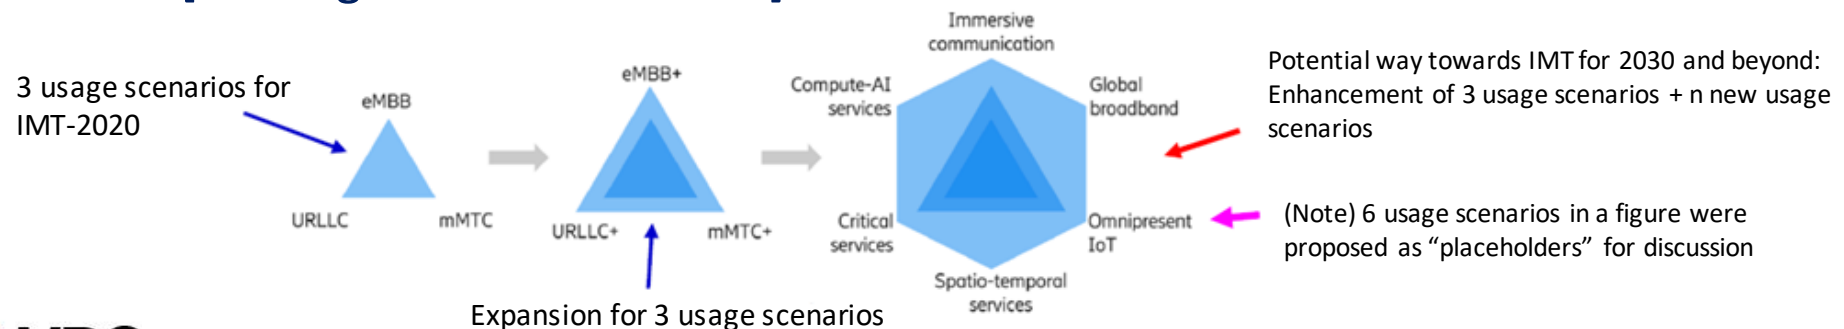 3 usage scenarios for
IMT-2020
eMBB
URLLC
mMTC
eMBB+
URLLC+
mMTC+
Expansion for 3 usage scenarios
Immersive
communication
Compute-AI
services
Global
broadband
Critical
services
Omnipresent
IoT
Spatio-temporal
services
Potential way towards IMT for 2030 and beyond:
Enhancement of 3 usage scenarios + n new usage
scenarios
(Note) 6 usage scenarios in a figure were
proposed as “placeholders” for discussion